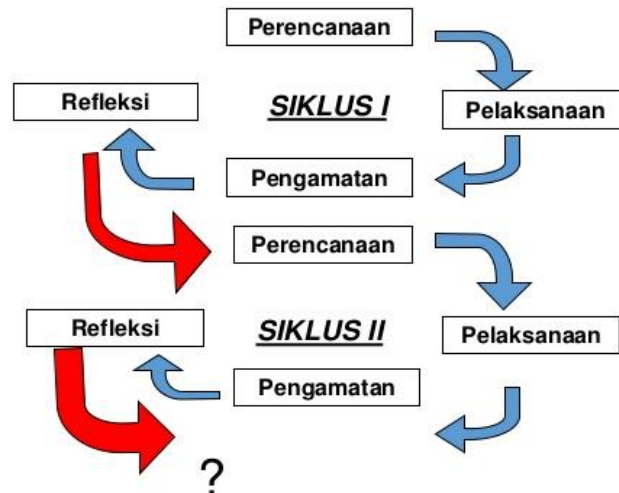 Perencanaan
Refleksi
SIKLUS I
Pelaksanaan
Pengamatan
Perencanaan
Refleksi
SIKLUS II
Pelaksanaan
Pengamatan
?